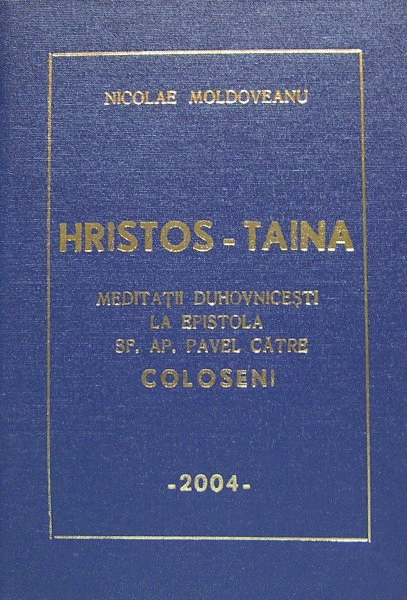 NICOLAE MOLDOVEANU
HRISTOS - TAINA
MEDITAȚII DUHOVNICEȘTI
LA EPISTOLA
SF. AP. PAVEL CĂTRE
COLOSENI
-2004-